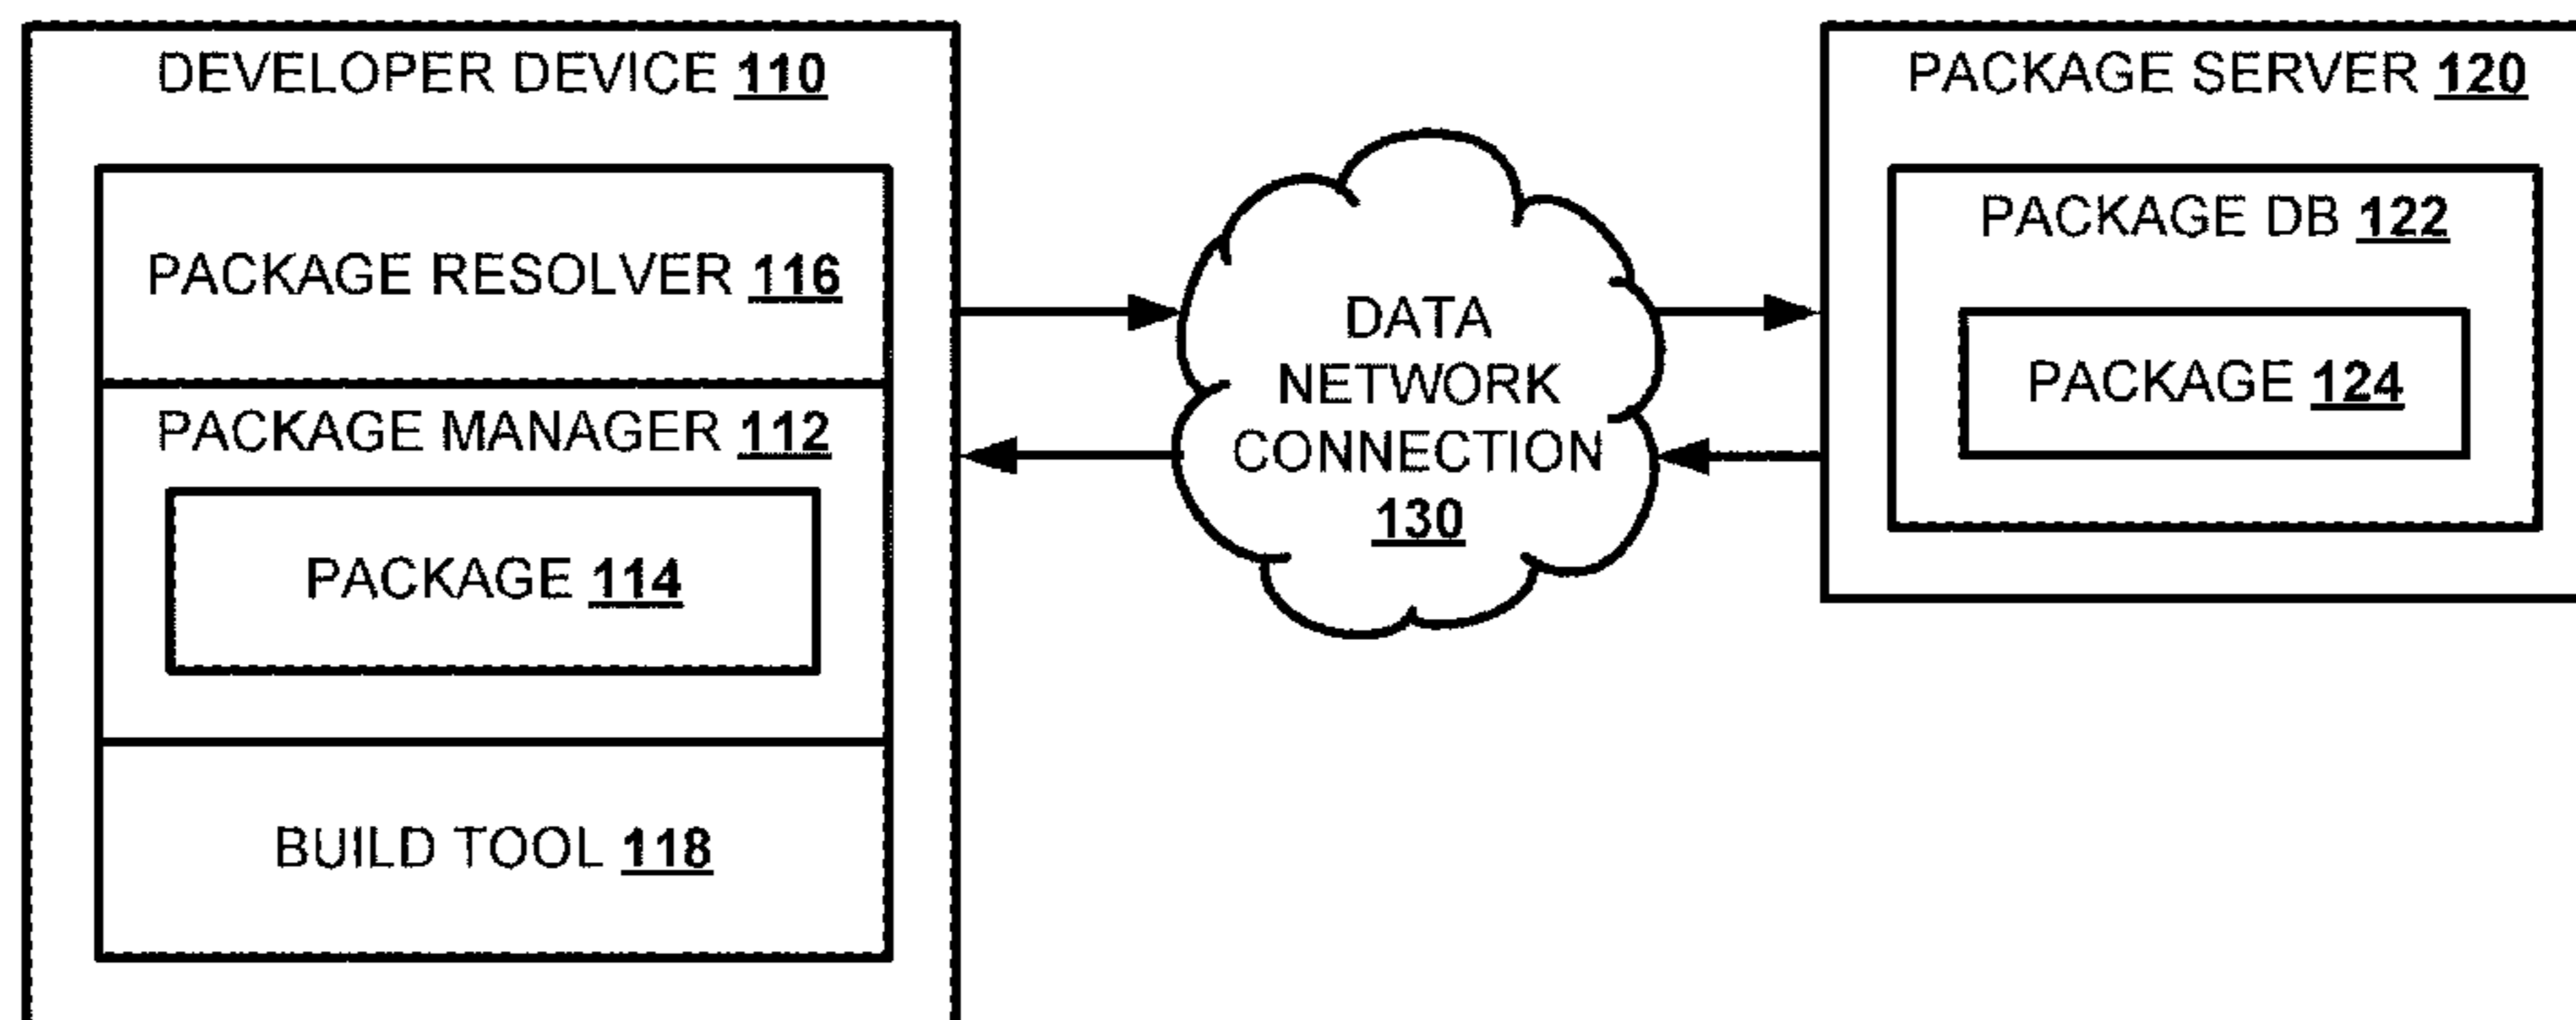 DEVELOPER DEVICE 110
PACKAGE RESOLVER 116
PACKAGE MANAGER 112
PACKAGE 114
BUILD TOOL 118
DATA
NETWORK
CONNECTION
130
PACKAGE SERVER 120
PACKAGE DB 122
PACKAGE 124